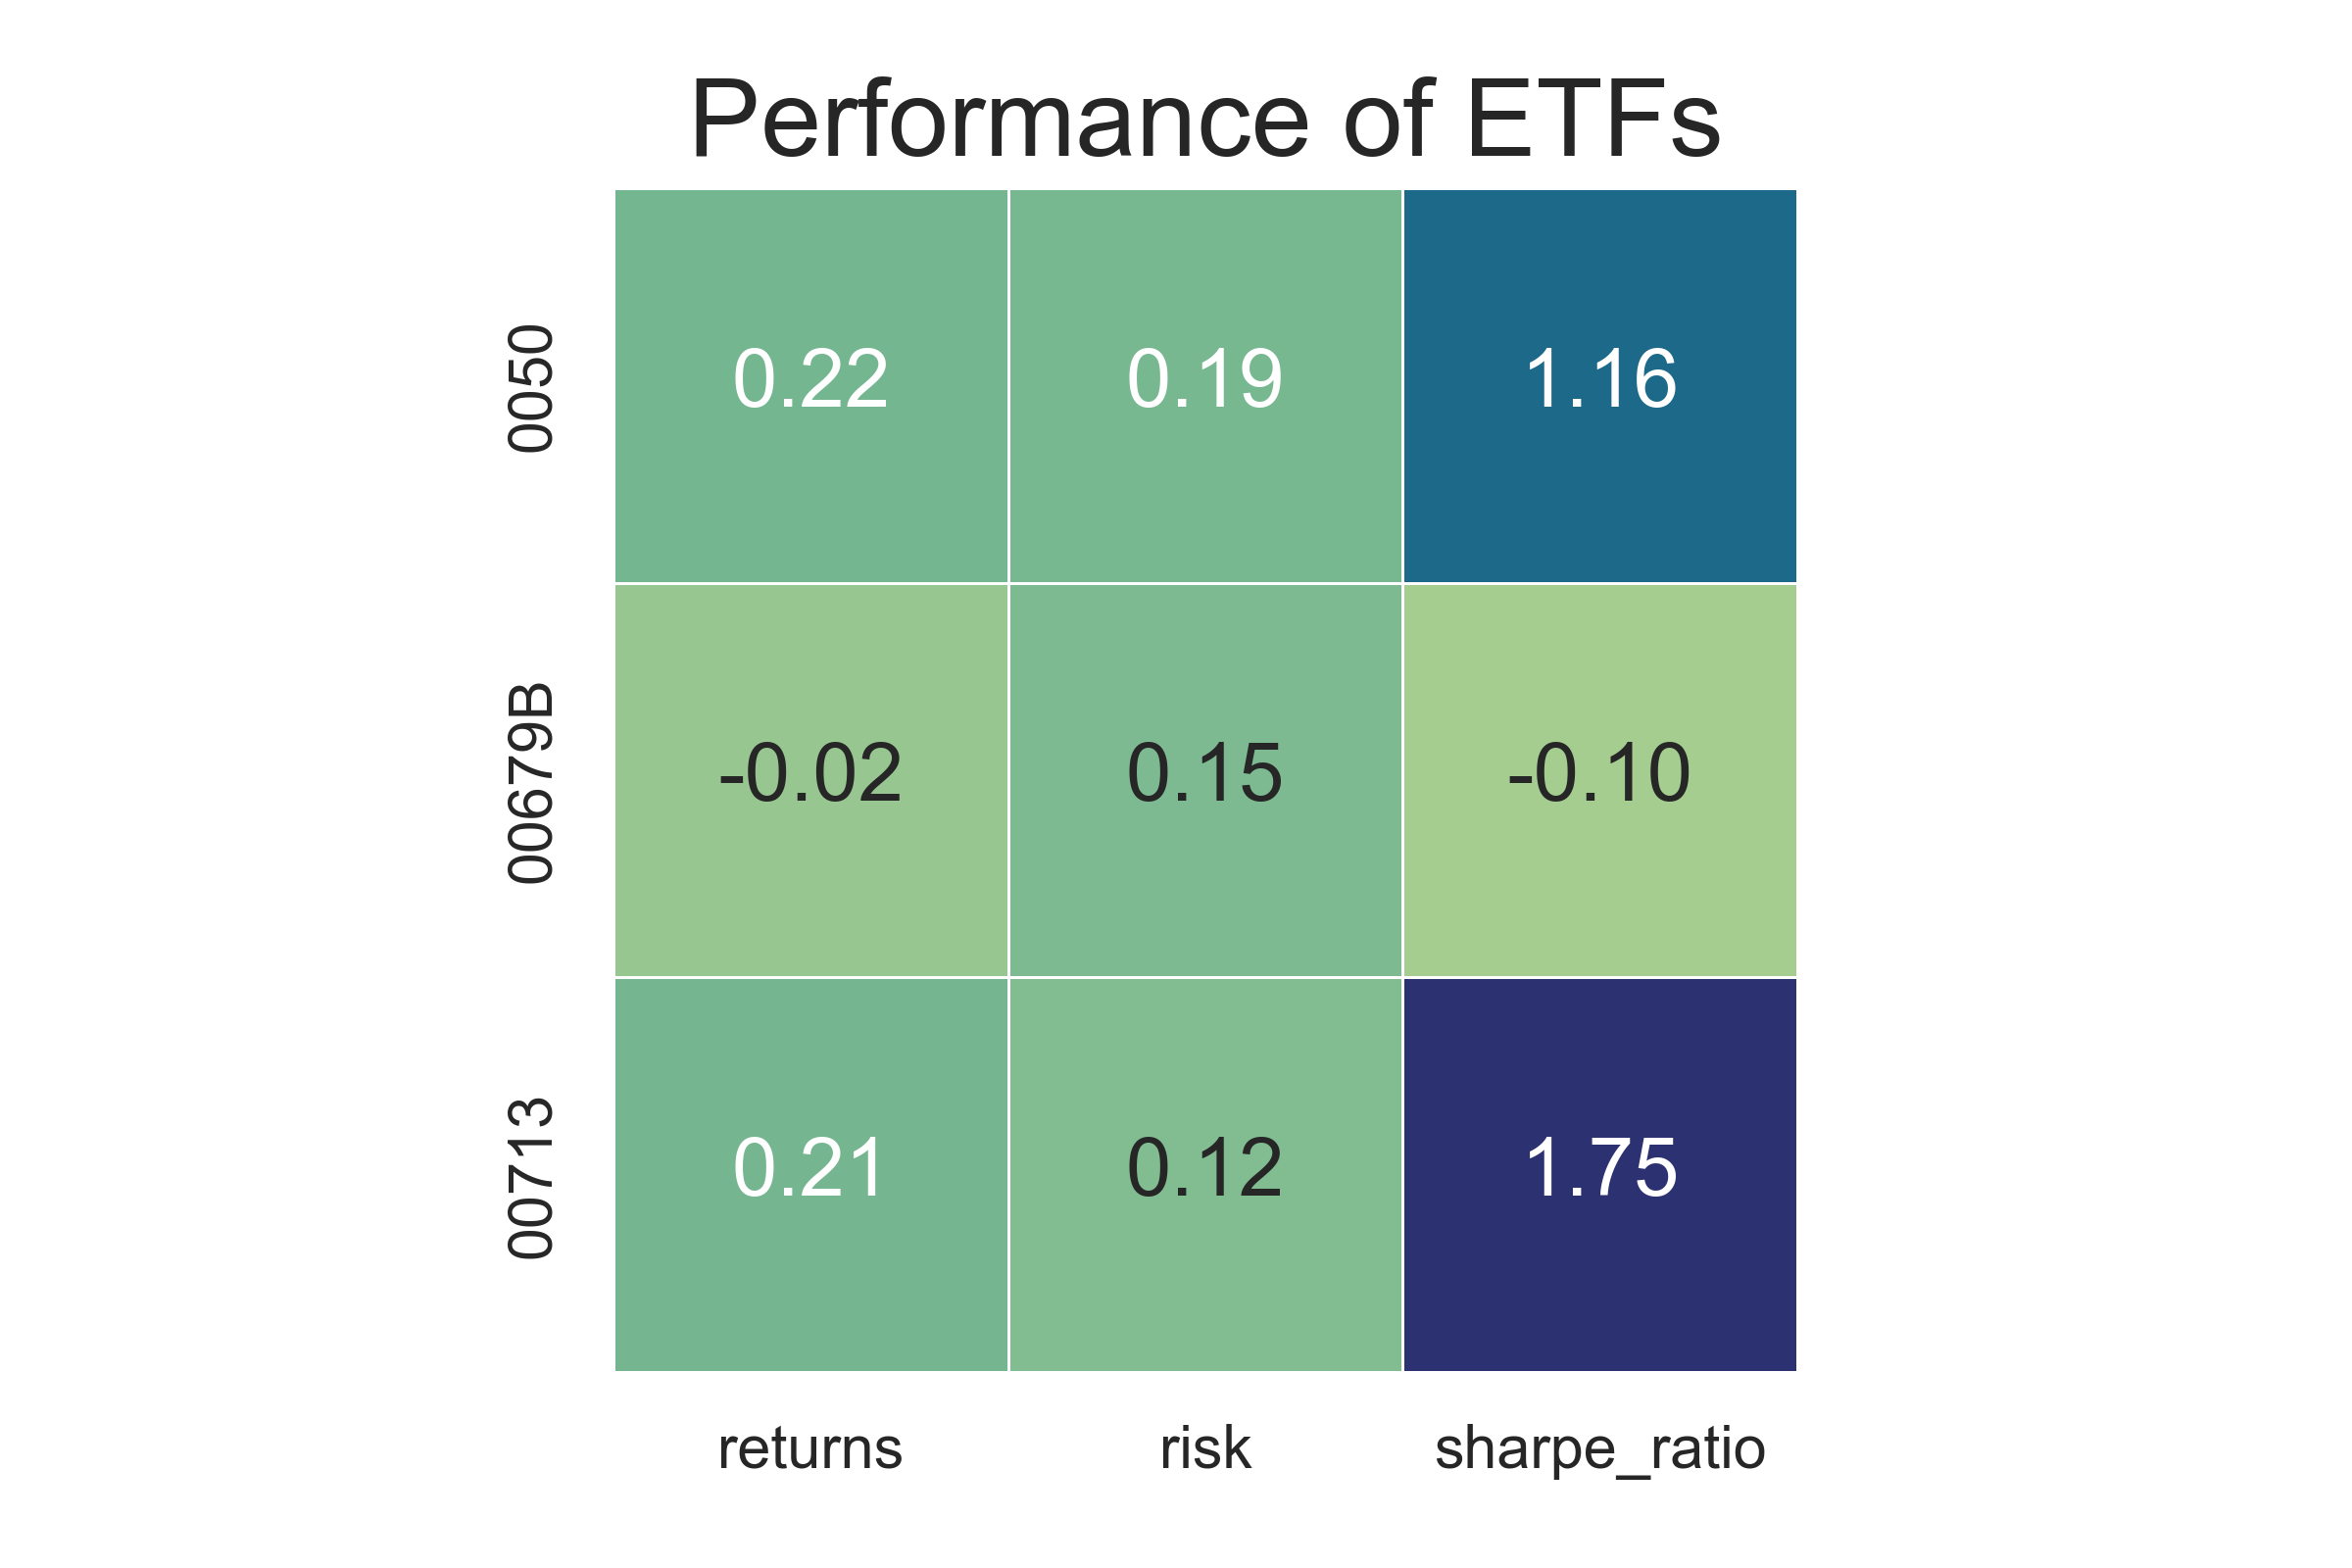 Performance of ETFs
0050 0.22 0.19 1.16
00679B -0.02 0.15 -0.10
00713 0.21 0.12 1.75
returns risk sharpe_ratio